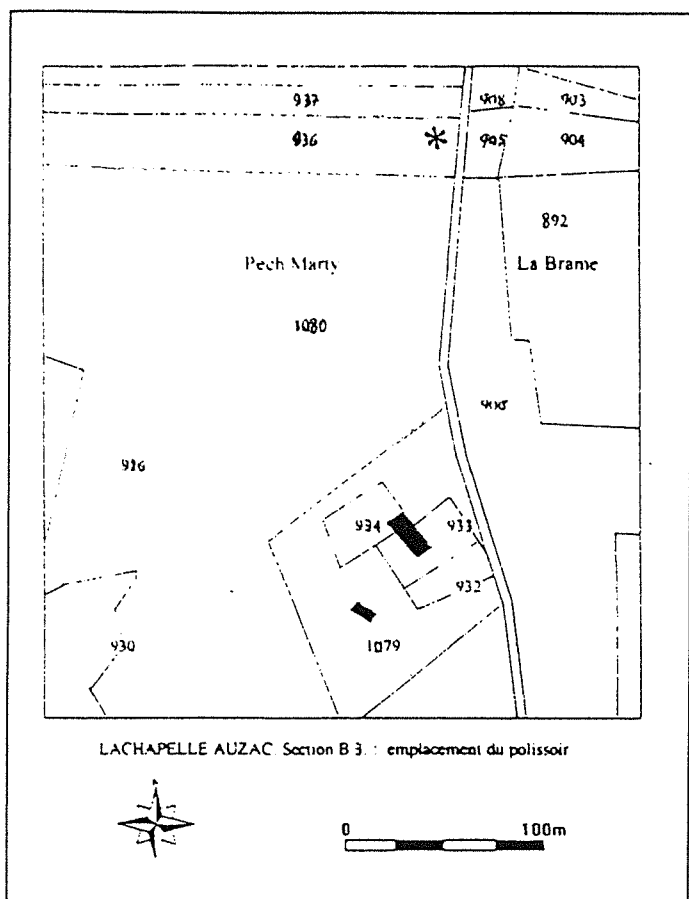 937 908 903
936 905 904
892
Pech Marty La Brame
1080
906
916
934 933
932
930 1079
LACHAPELLE AUZAC. Section B 3. : emplacement du polissoir
0 100m